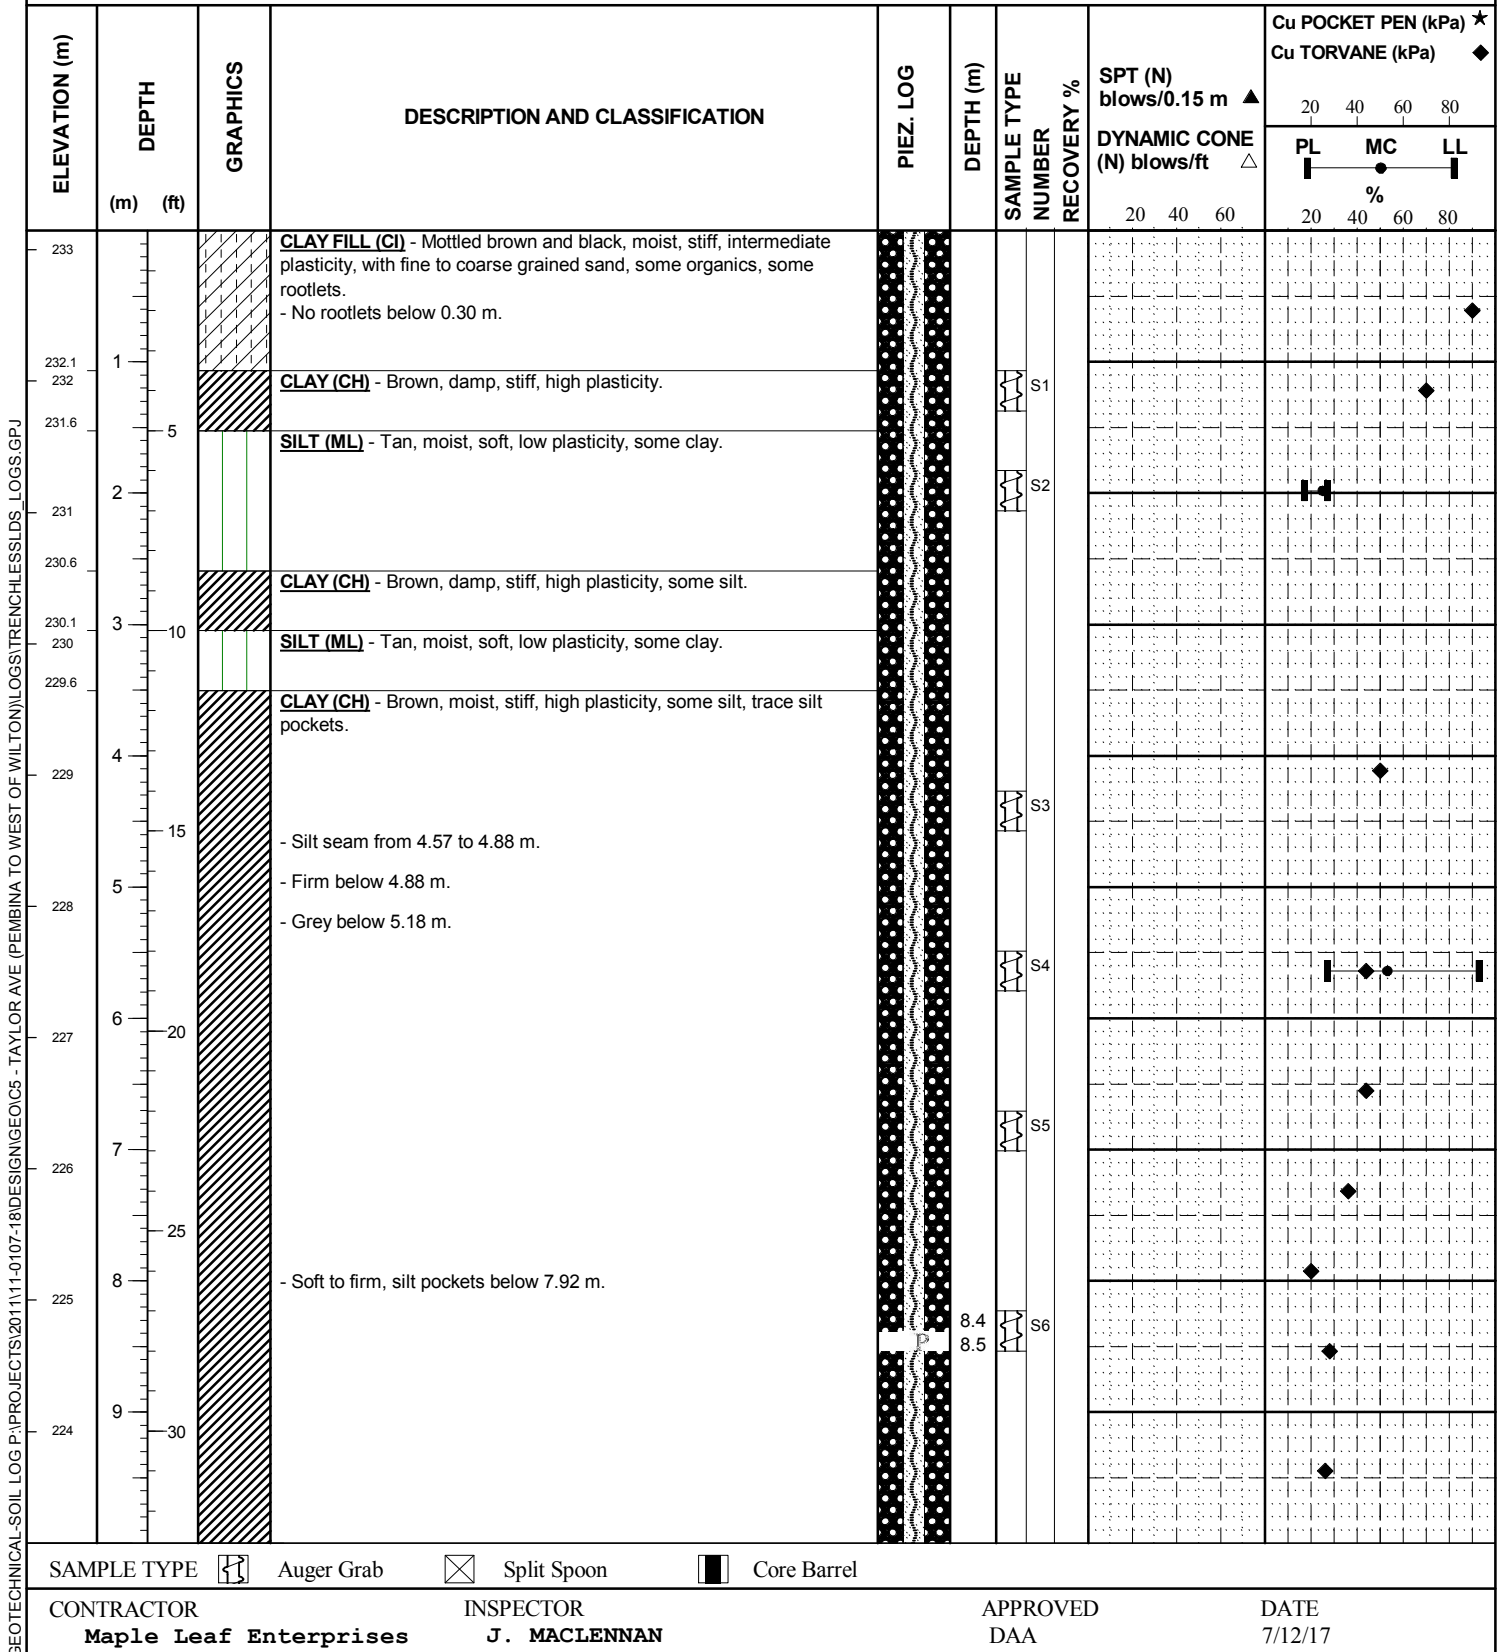 ELEVATION (m)
DEPTH
(m) (ft)
GRAPHICS
DESCRIPTION AND CLASSIFICATION
PIEZ. LOG
DEPTH (m)
SAMPLE TYPE
NUMBER
RECOVERY %
SPT (N)
blows/0.15 m ▲
DYNAMIC CONE
(N) blows/ft △
20 40 60
Cu POCKET PEN (kPa) ★
Cu TORVANE (kPa) ◆
20 40 60 80
PL MC LL
%
20 40 60 80
233
CLAY FILL (CI) - Mottled brown and black, moist, stiff, intermediate
plasticity, with fine to coarse grained sand, some organics, some
rootlets.
- No rootlets below 0.30 m.
232.1
1
232
CLAY (CH) - Brown, damp, stiff, high plasticity.
S1
231.6
5
SILT (ML) - Tan, moist, soft, low plasticity, some clay.
S2
2
231
230.6
CLAY (CH) - Brown, damp, stiff, high plasticity, some silt.
230.1
3
10
230
SILT (ML) - Tan, moist, soft, low plasticity, some clay.
229.6
CLAY (CH) - Brown, moist, stiff, high plasticity, some silt, trace silt
pockets.
4
229
S3
15
- Silt seam from 4.57 to 4.88 m.
5
- Firm below 4.88 m.
228
- Grey below 5.18 m.
S4
6
20
227
S5
7
226
25
8
- Soft to firm, silt pockets below 7.92 m.
225
8.4
S6
8.5
9
224
30
SAMPLE TYPE Auger Grab Split Spoon Core Barrel
CONTRACTOR INSPECTOR APPROVED DATE
Maple Leaf Enterprises J. MACLENNAN DAA 7/12/17
GEOTECHNICAL-SOIL LOG P:\PROJECTS\2011\11-0107-18\DESIGN\GEO\C5 - TAYLOR AVE (PEMBINA TO WEST OF WILTON)\LOGS\TRENCHLESSLDS_LOGS.GPJ